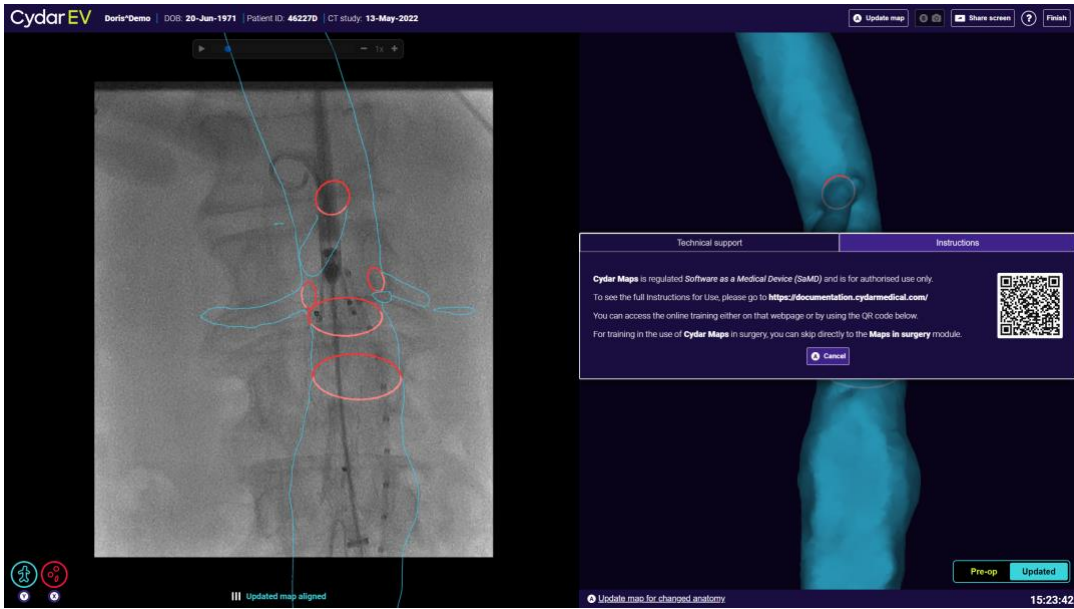 Cydar EV
Doris^Demo | DOB: 20-Jun-1971 | Patient ID: 46227D | CT study: 13-May-2022
A Update map
Share screen
?
Finish
1x
Technical support
Instructions
Cydar Maps is regulated Software as a Medical Device (SaMD) and is for authorised use only.
To see the full Instructions for Use, please go to https://documentation.cydarmedical.com/
You can access the online training either on that webpage or by using the QR code below.
For training in the use of Cydar Maps in surgery, you can skip directly to the Maps in surgery module.
A Cancel
Pre-op
Updated
Y
X
Updated map aligned
A Update map for changed anatomy
15:23:42